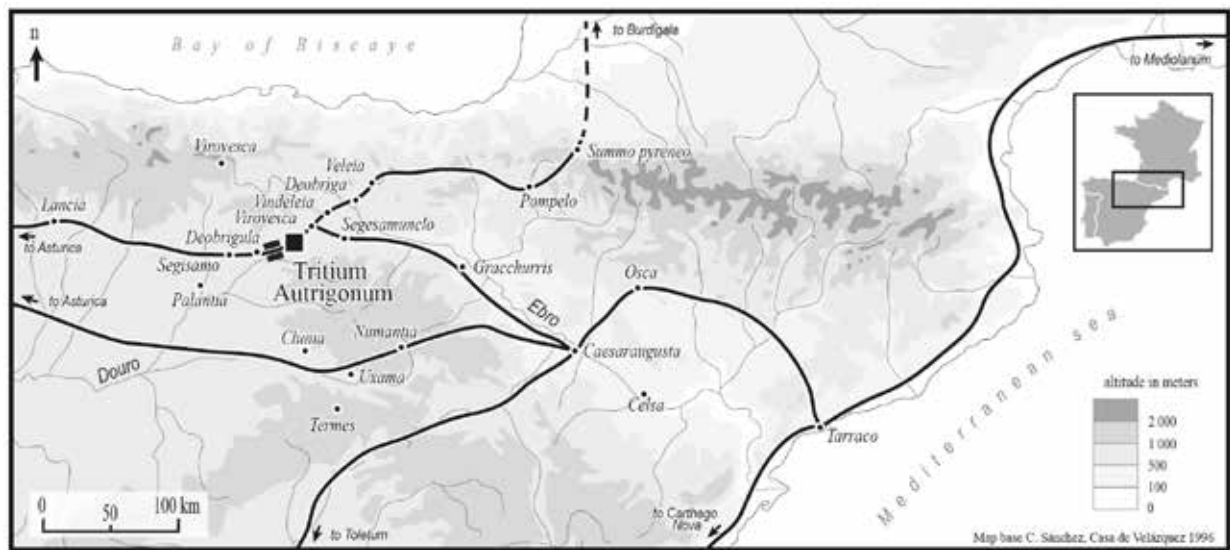 Bay of Biscaye
n
to Burdigala
to Mediolanum
Virovesca
Summo pyreneo
Veleia
Deobriga
Vindeleia
Pompelo
Virovesca
Lancia
Segesamunclo
Deobrigula
to Asturica
Segisamo
Tritium
Autrigonum
Gracchurris
Osca
Palantia
to Asturica
Ebro
Numantia
Clunia
Caesaraugusta
Douro
Uxama
Celsa
Termes
Tarraco
Mediterranean sea
altitude in meters
2 000
1 000
500
100
0
0 50 100 km
to Toletum
to Carthago
Nova
Map base C. Sánchez, Casa de Velázquez 1996